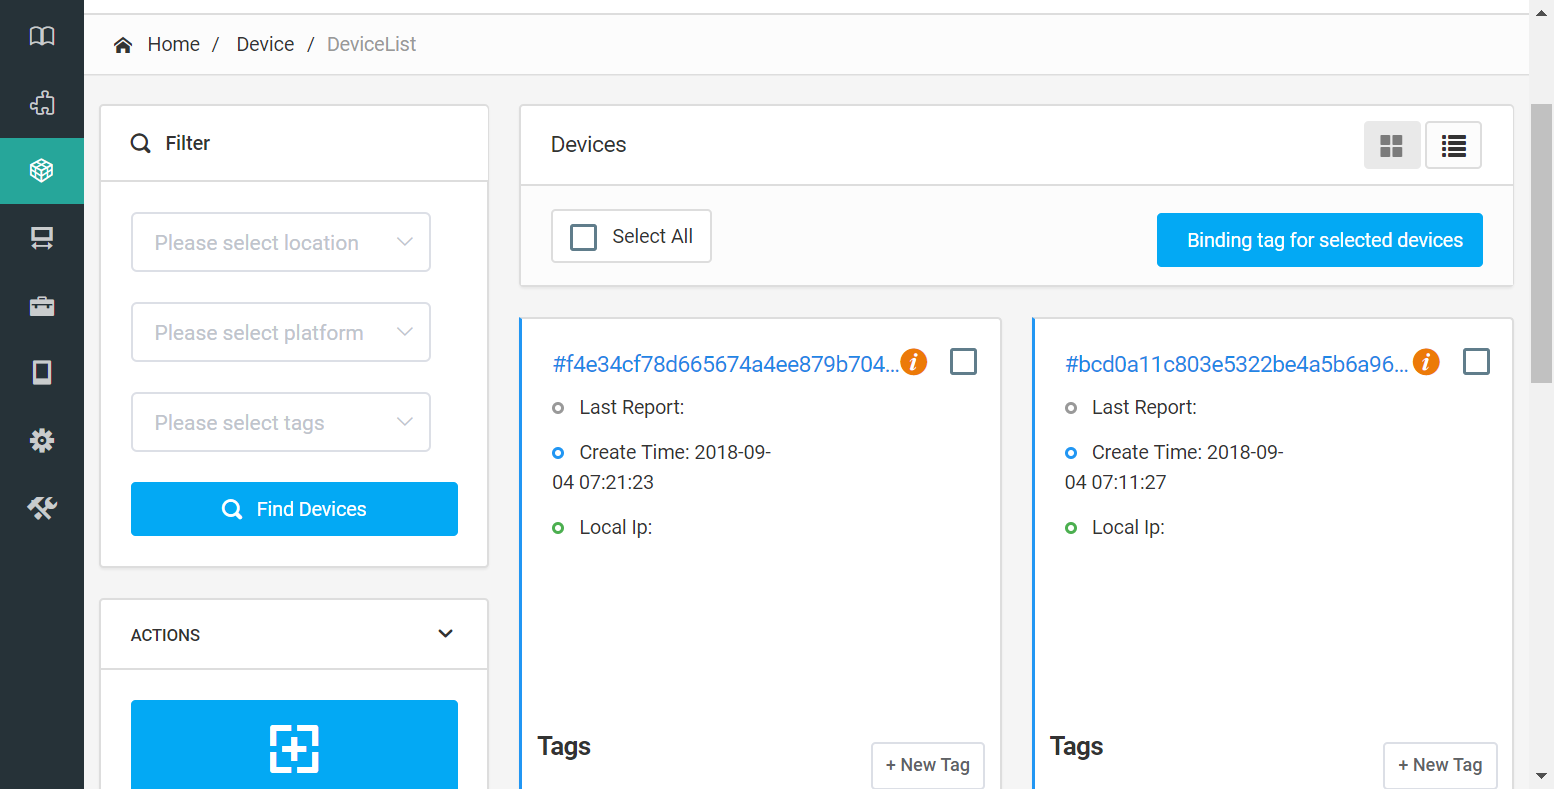 Home / Device / DeviceList
Filter
Please select location
Please select platform
Please select tags
Find Devices
ACTIONS
Devices
Select All
Binding tag for selected devices
#f4e34cf78d665674a4ee879b704...
Last Report:
Create Time: 2018-09-
04 07:21:23
Local Ip:
Tags
+ New Tag
#bcd0a11c803e5322be4a5b6a96...
Last Report:
Create Time: 2018-09-
04 07:11:27
Local Ip:
Tags
+ New Tag